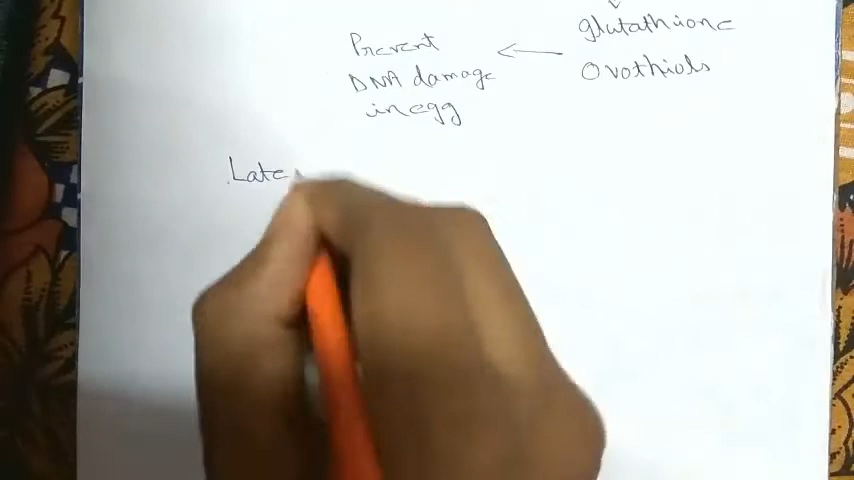 glutathione
Prevent
DNA damage
in egg
Ovothiols
Late